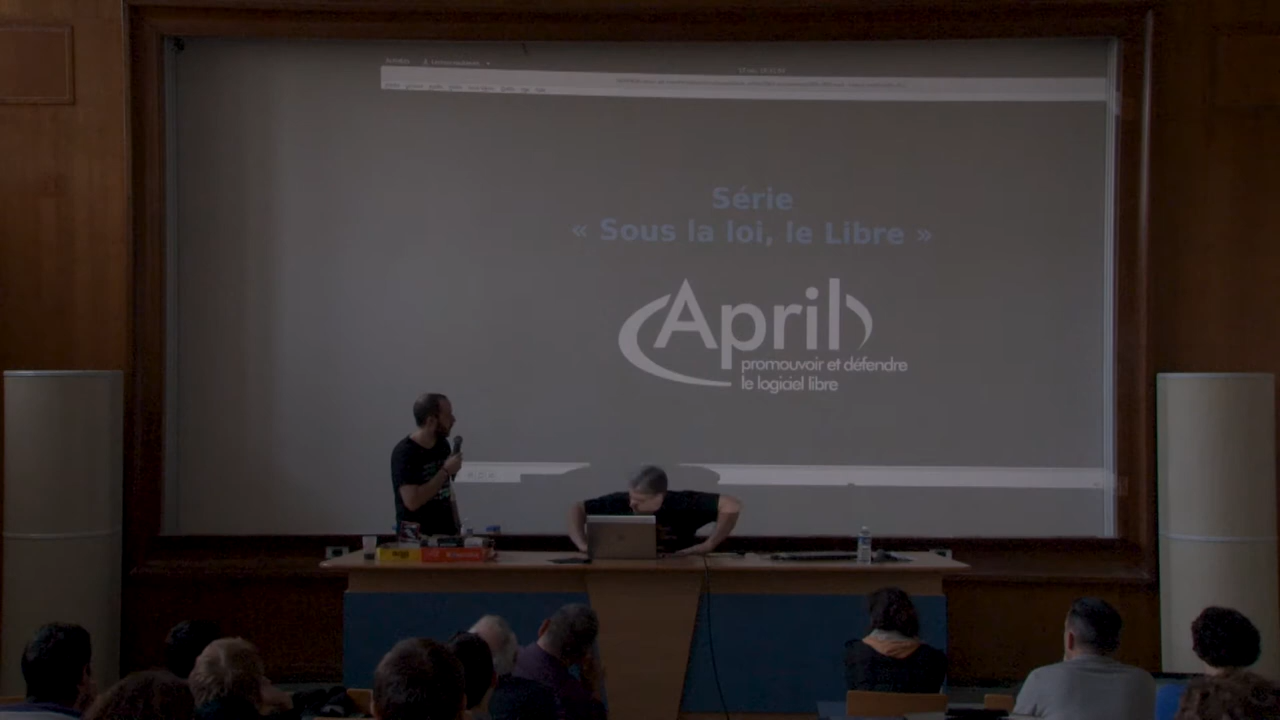 Série
« Sous la loi, le Libre »
April
promouvoir et défendre
le logiciel libre